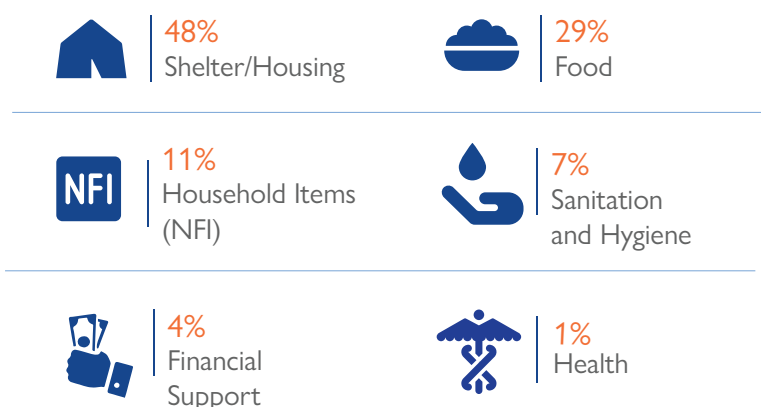 48%
Shelter/Housing
29%
Food
NFI
11%
Household Items
(NFI)
7%
Sanitation
and Hygiene
4%
Financial
Support
1%
Health